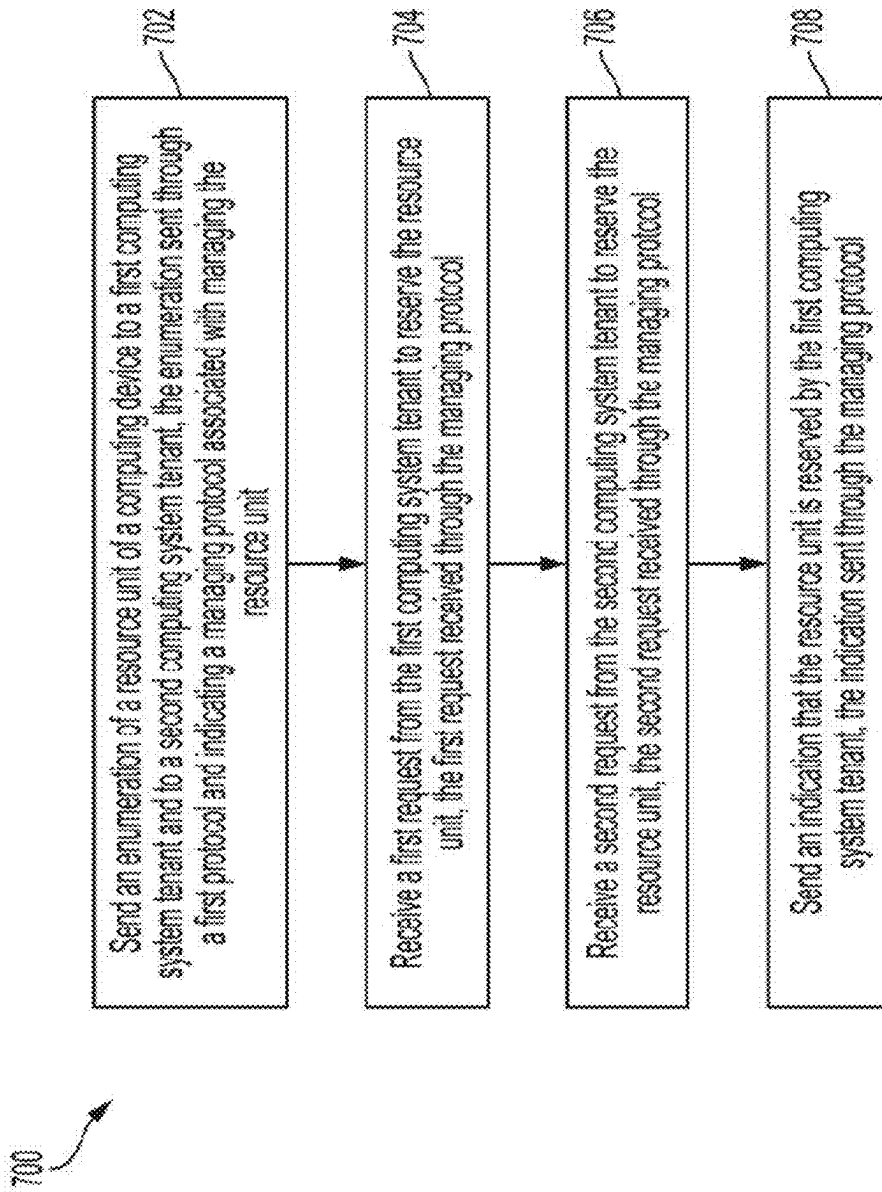 700
Send an enumeration of a resource unit of a computing device to a first computing
system tenant and to a second computing system tenant, the enumeration sent through
a first protocol and indicating a managing protocol associated with managing the
resource unit
702
Receive a first request from the first computing system tenant to reserve the resource
unit, the first request received through the managing protocol
704
Receive a second request from the second computing system tenant to reserve the
resource unit, the second request received through the managing protocol
706
Send an indication that the resource unit is reserved by the first computing
system tenant, the indication sent through the managing protocol
708